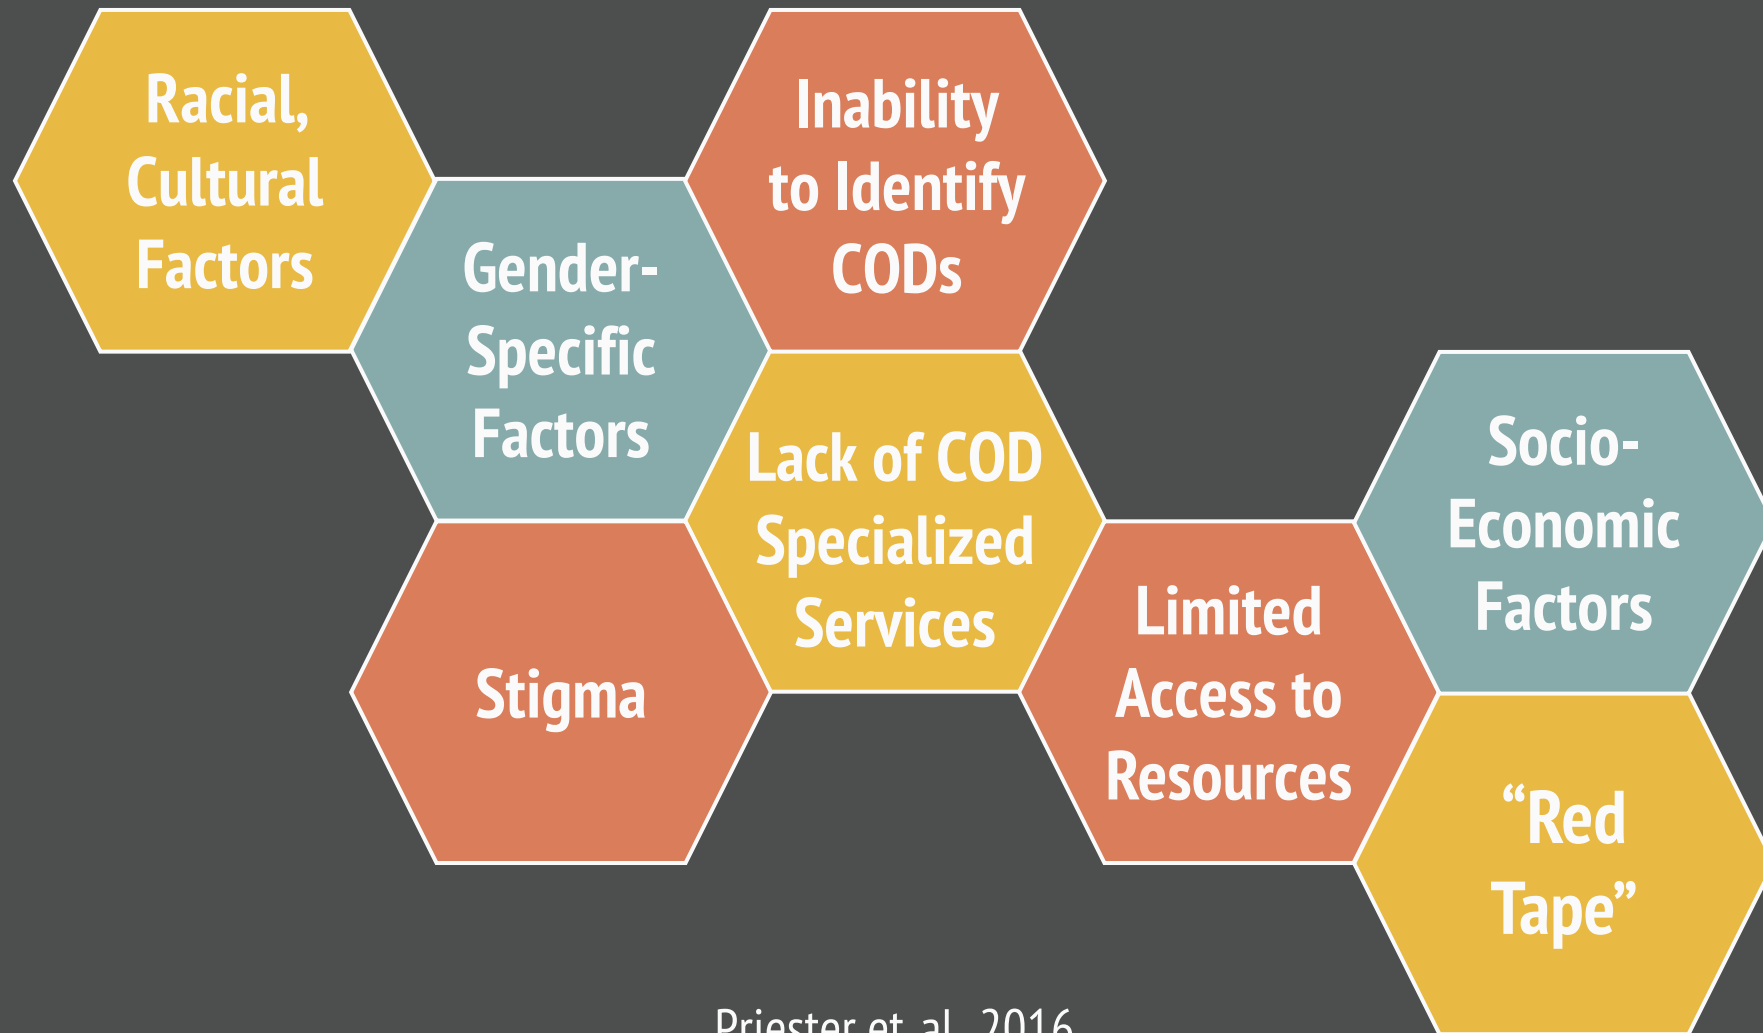 Racial,
Cultural
Factors
Gender-
Specific
Factors
Inability
to Identify
CODs
Lack of COD
Specialized
Services
Stigma
Limited
Access to
Resources
Socio-
Economic
Factors
“Red
Tape”
Priester et. al, 2016